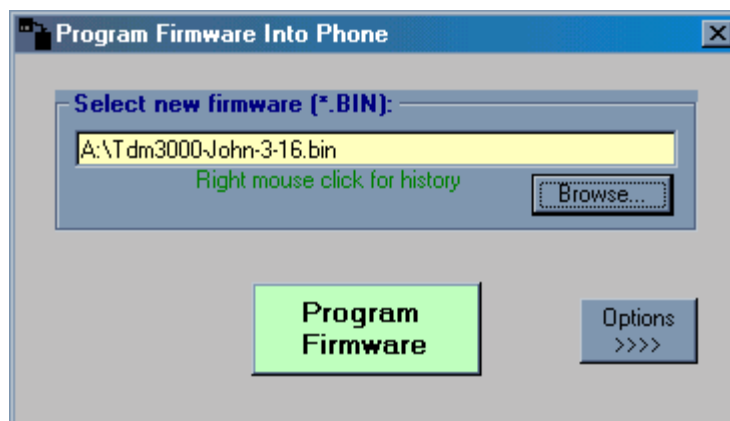 Program Firmware Into Phone
Select new firmware (*.BIN):
A:\Tdm3000-John-3-16.bin
Right mouse click for history
Browse...
Program
Firmware
Options
>>>>